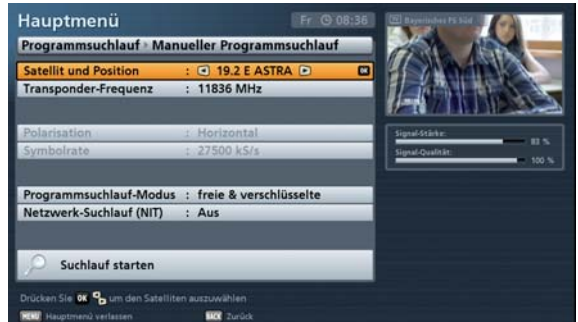 Hauptmenü
Fr 08:36
Bayerisches FS Süd
Programmsuchlauf Manueller Programmsuchlauf
Satellit und Position : 19.2 E ASTRA OK
Transponder-Frequenz : 11836 MHz
Polarisation : Horizontal
Symbolrate : 27500 kS/s
Signal-Stärke:
83 %
Signal-Qualität:
100 %
Programmsuchlauf-Modus : freie & verschlüsselte
Netzwerk-Suchlauf (NIT) : Aus
Suchlauf starten
Drücken Sie OK um den Satelliten auszuwählen
MENU Hauptmenü verlassen BACK Zurück